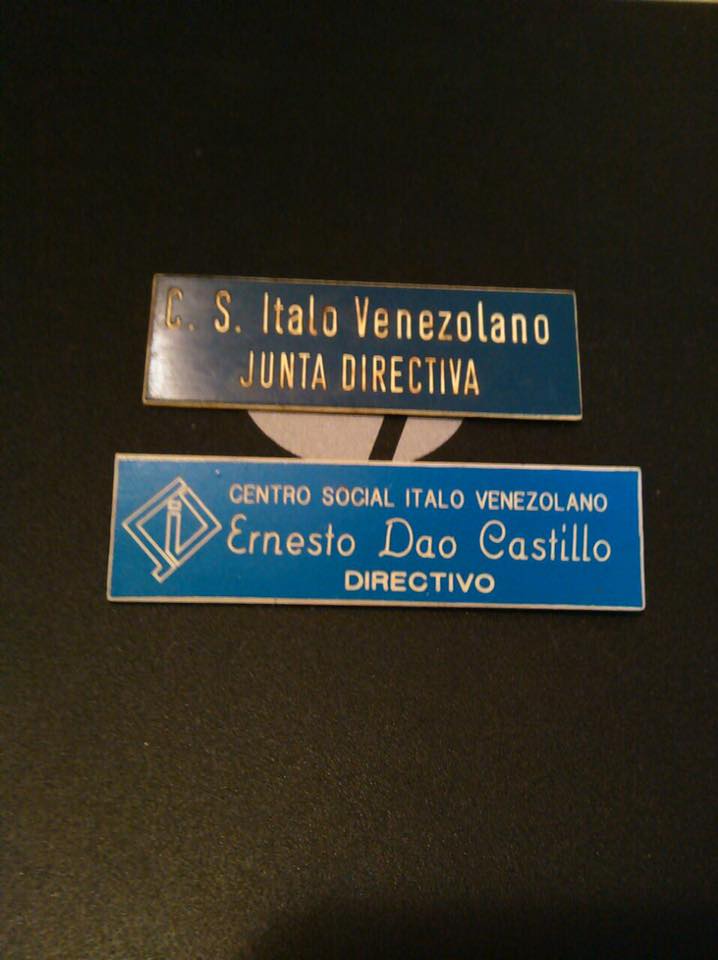 C. S. Italo Venezolano
JUNTA DIRECTIVA
CENTRO SOCIAL ITALO VENEZOLANO
Ernesto Dao Castillo
DIRECTIVO